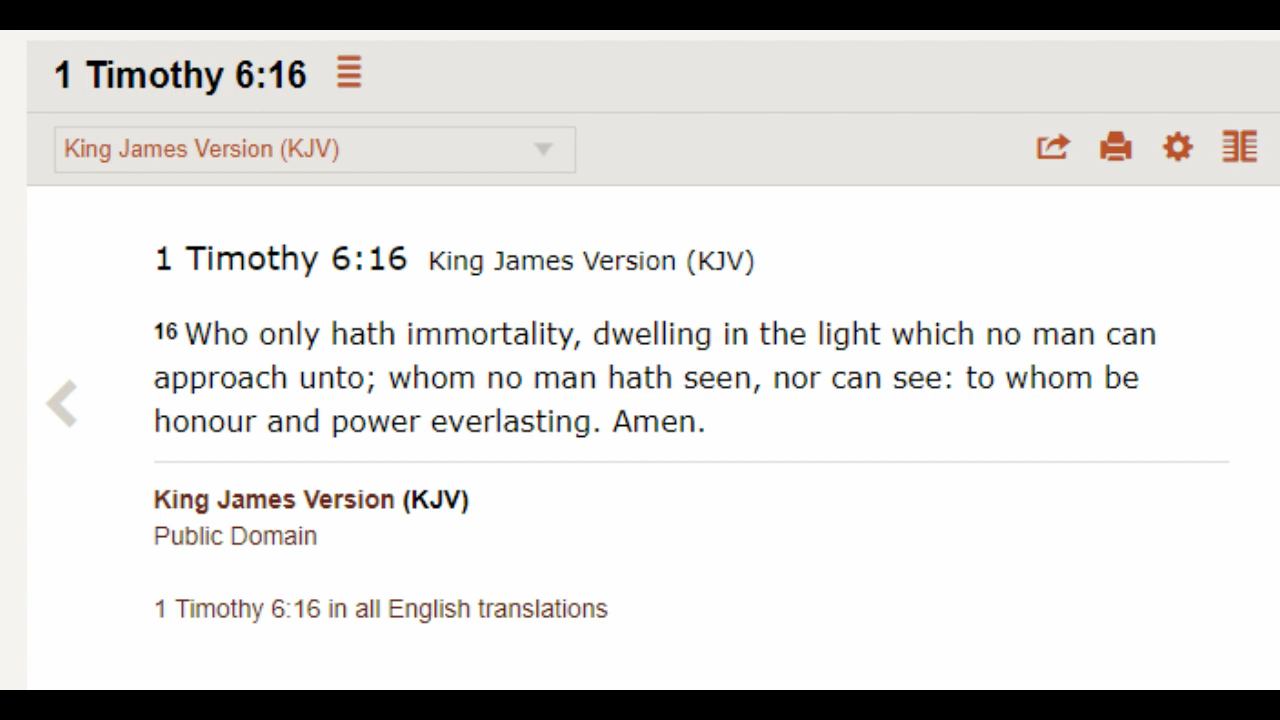 1 Timothy 6:16
King James Version (KJV)
1 Timothy 6:16 King James Version (KJV)
16 Who only hath immortality, dwelling in the light which no man can
approach unto; whom no man hath seen, nor can see: to whom be
honour and power everlasting. Amen.
King James Version (KJV)
Public Domain
1 Timothy 6:16 in all English translations